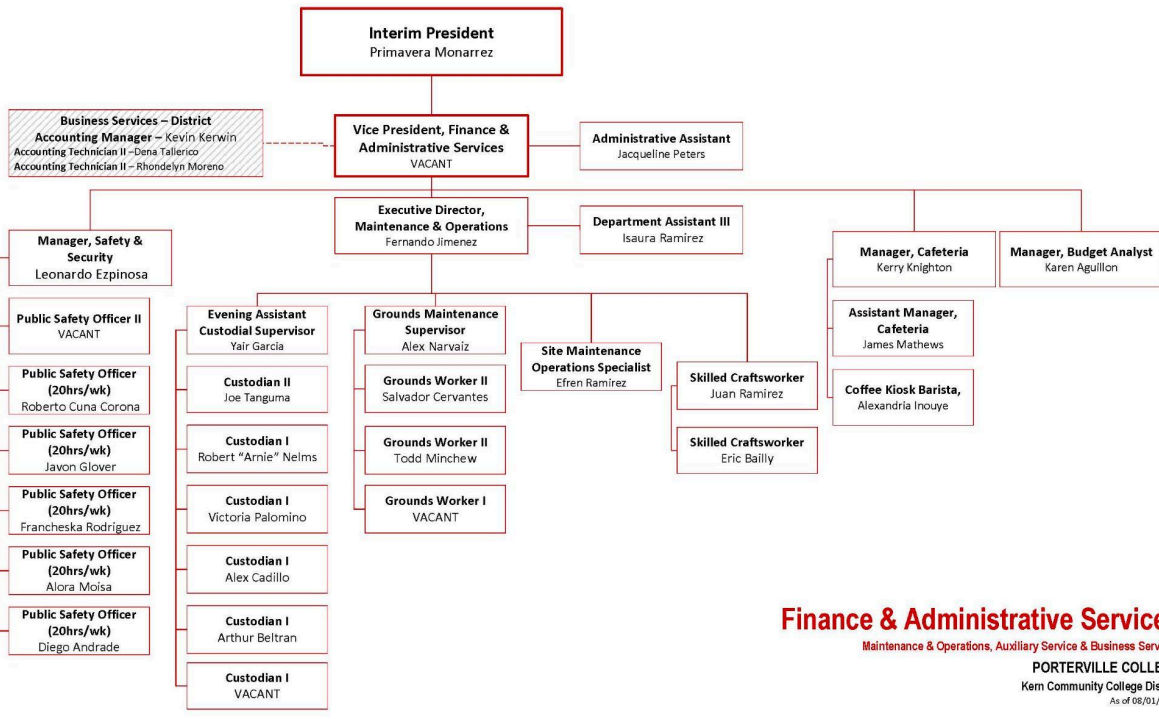 Interim President
Primavera Monarrez
Business Services – District
Accounting Manager – Kevin Kerwin
Accounting Technician II –Dena Tallerico
Accounting Technician II – Rhondelyn Moreno
Vice President, Finance &
Administrative Services
VACANT
Administrative Assistant
Jacqueline Peters
Executive Director,
Maintenance & Operations
Fernando Jimenez
Department Assistant III
Isaura Ramirez
Manager, Safety &
Security
Leonardo Ezpinosa
Manager, Cafeteria
Kerry Knighton
Manager, Budget Analyst
Karen Aguillon
Public Safety Officer II
VACANT
Public Safety Officer
(20hrs/wk)
Roberto Cuna Corona
Public Safety Officer
(20hrs/wk)
Javon Glover
Public Safety Officer
(20hrs/wk)
Francheska Rodriguez
Public Safety Officer
(20hrs/wk)
Alora Moisa
Public Safety Officer
(20hrs/wk)
Diego Andrade
Evening Assistant
Custodial Supervisor
Yair Garcia
Custodian II
Joe Tanguma
Custodian I
Robert “Arnie” Nelms
Custodian I
Victoria Palomino
Custodian I
Alex Cadillo
Custodian I
Arthur Beltran
Custodian I
VACANT
Grounds Maintenance
Supervisor
Alex Narvaiz
Grounds Worker II
Salvador Cervantes
Grounds Worker II
Todd Minchew
Grounds Worker I
VACANT
Site Maintenance
Operations Specialist
Efren Ramirez
Skilled Craftsworker
Juan Ramirez
Skilled Craftsworker
Eric Bailly
Assistant Manager,
Cafeteria
James Mathews
Coffee Kiosk Barista,
Alexandria Inouye
Finance & Administrative Service
Maintenance & Operations, Auxiliary Service & Business Serv
PORTERVILLE COLLE
Kern Community College Dis
As of 08/01/